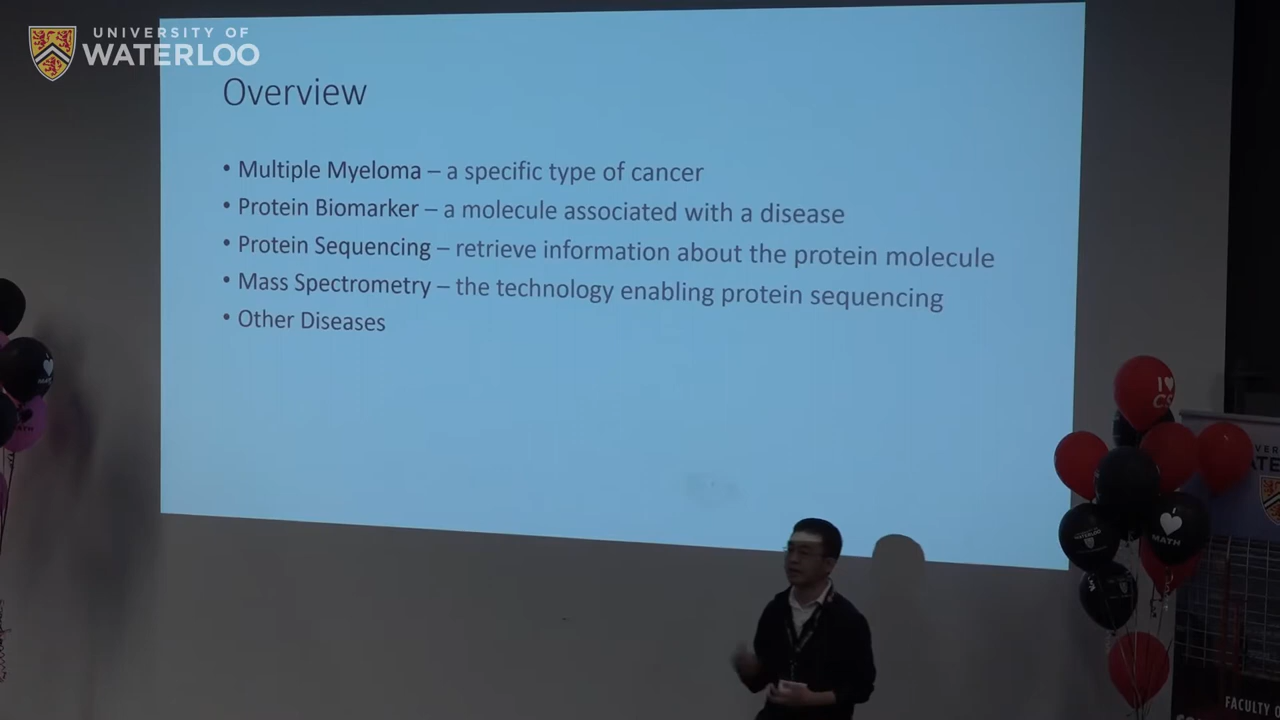 UNIVERSITY OF
WATERLOO
Overview
• Multiple Myeloma – a specific type of cancer
• Protein Biomarker – a molecule associated with a disease
• Protein Sequencing – retrieve information about the protein molecule
• Mass Spectrometry – the technology enabling protein sequencing
• Other Diseases
I
CS
MATH
WATERLOO
FACULTY